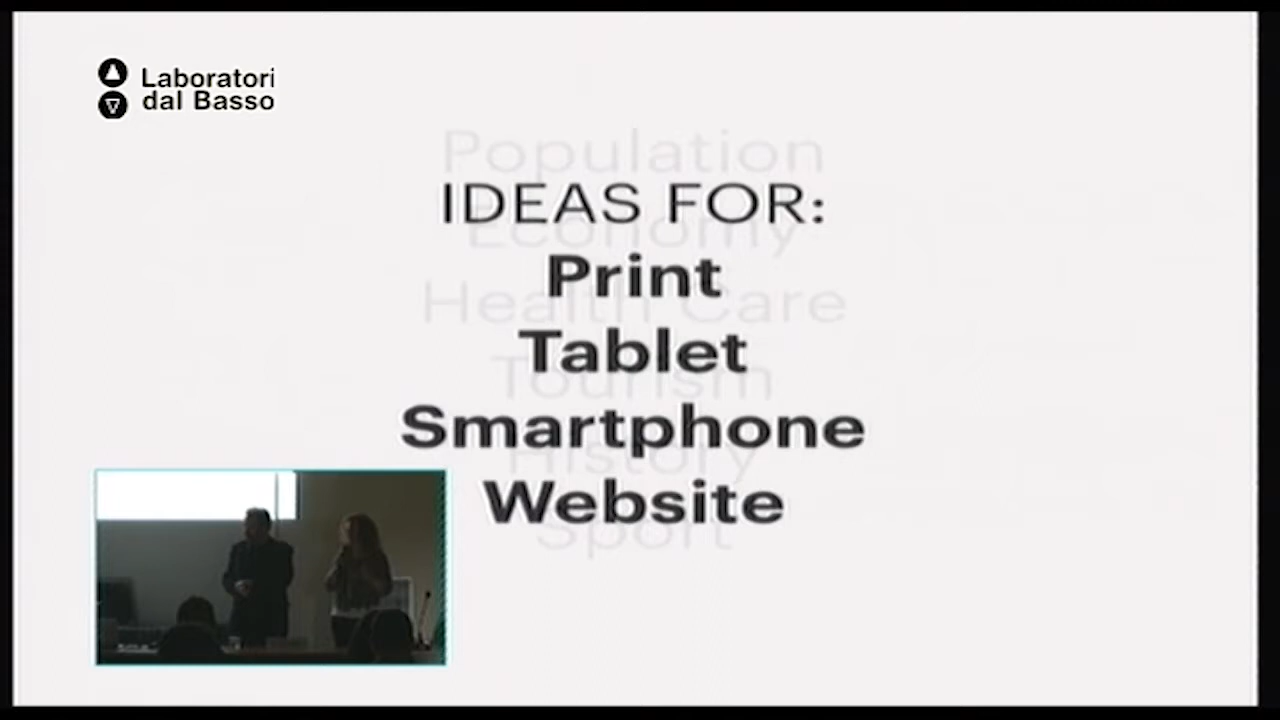 Laboratori
dal Basso
Population
IDEAS FOR:
Economy
Print
Health Care
Tablet
Tourism
Smartphone
History
Website
Sport